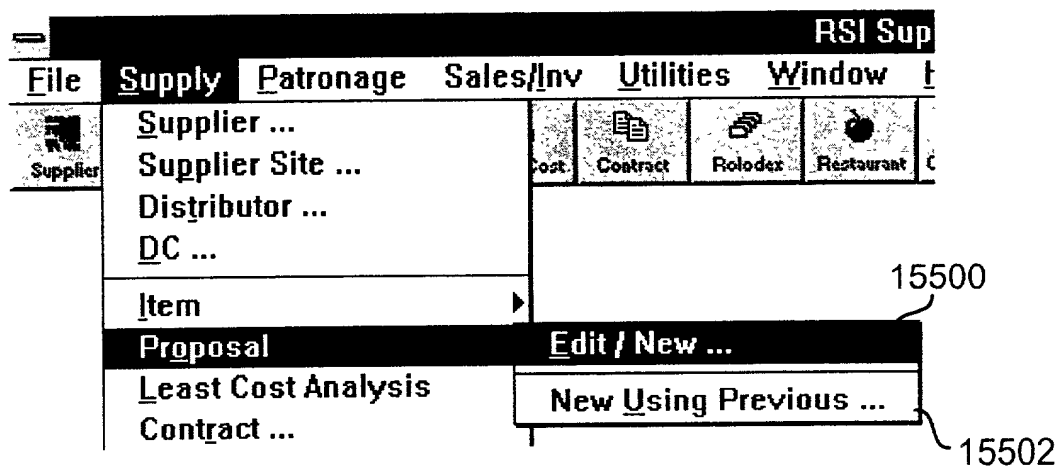 RSI Sup
File Supply Patronage Sales/Inv Utilities Window H
Supplier Cost Contract Rolodex Restaurant C
Supplier ...
Supplier Site ...
Distributor ...
DC ...
Item
Proposal
Least Cost Analysis
Contract ...
15500
Edit / New ...
New Using Previous ...
15502